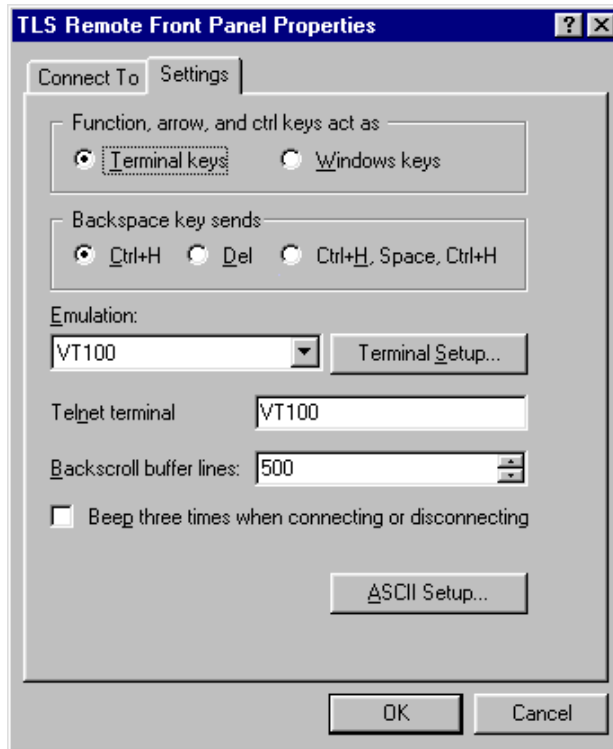 TLS Remote Front Panel Properties
Connect To Settings
Function, arrow, and ctrl keys act as
Terminal keys Windows keys
Backspace key sends
Ctrl+H Del Ctrl+H, Space, Ctrl+H
Emulation:
VT100 Terminal Setup...
Telnet terminal VT100
Backscroll buffer lines: 500
Beep three times when connecting or disconnecting
ASCII Setup...
OK Cancel